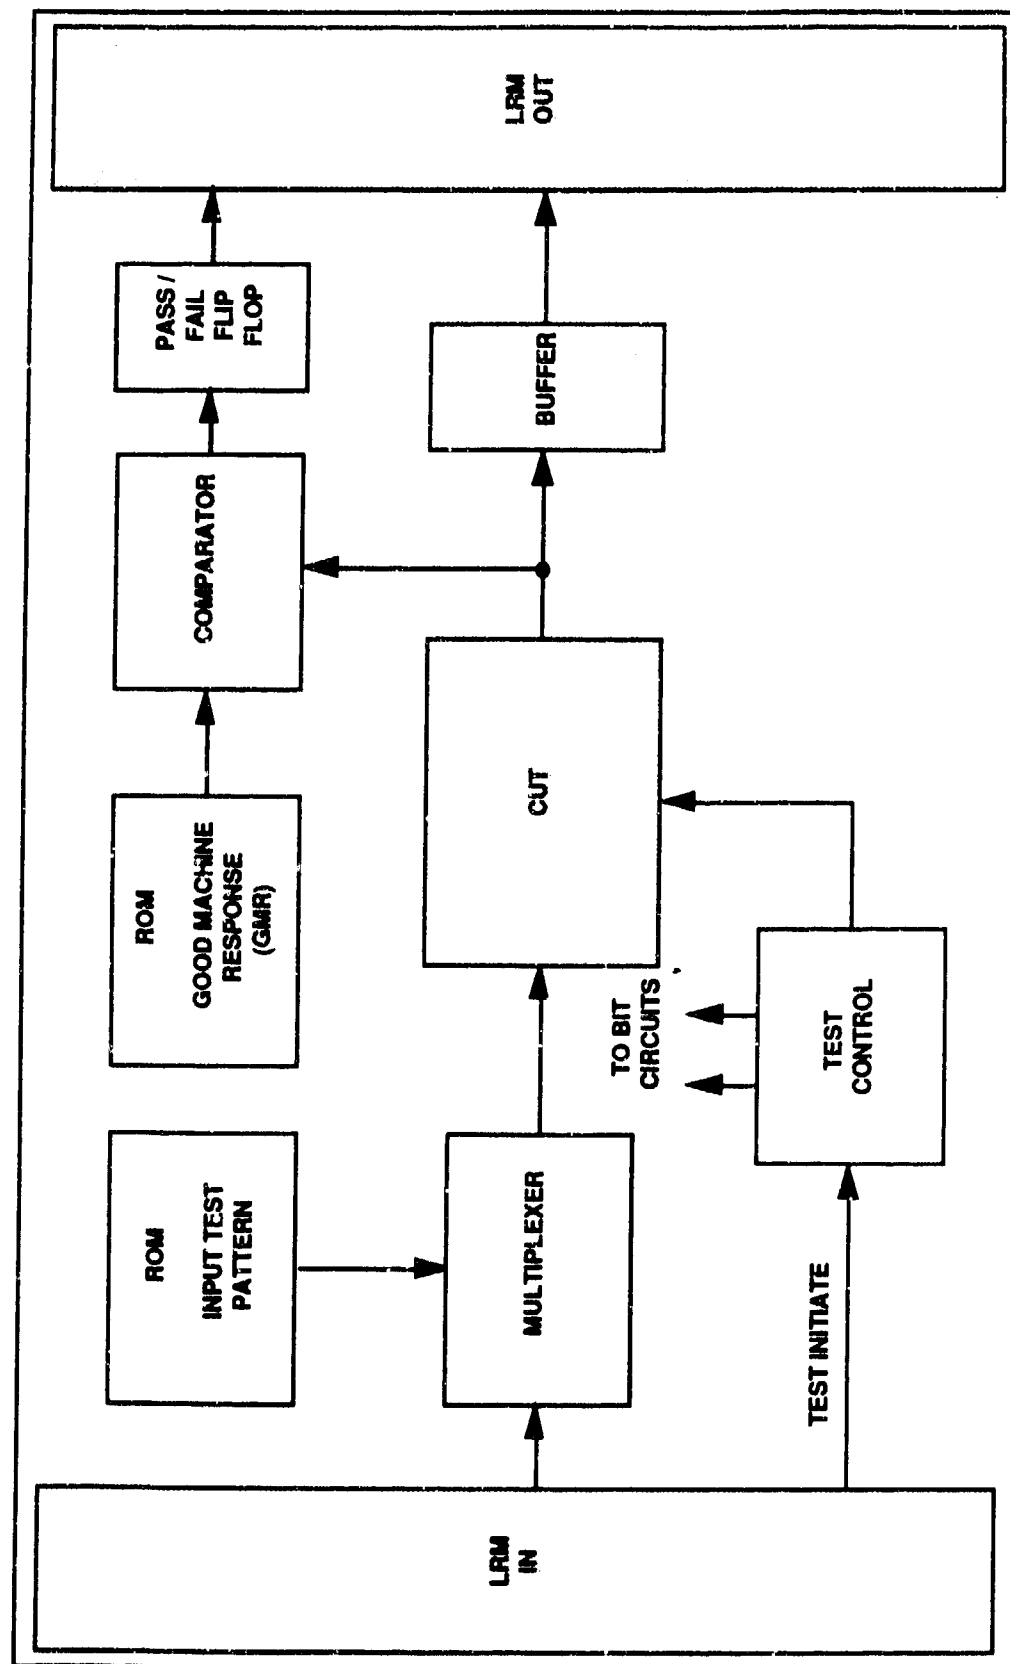 LRM
IN
ROM
INPUT TEST
PATTERN
MULTIPLEXER
TEST INITIATE
ROM
GOOD MACHINE
RESPONSE
(GMR)
TO BIT
CIRCUITS
TEST
CONTROL
CUT
COMPARATOR
BUFFER
PASS /
FAIL
FLIP
FLOP
LRM
OUT